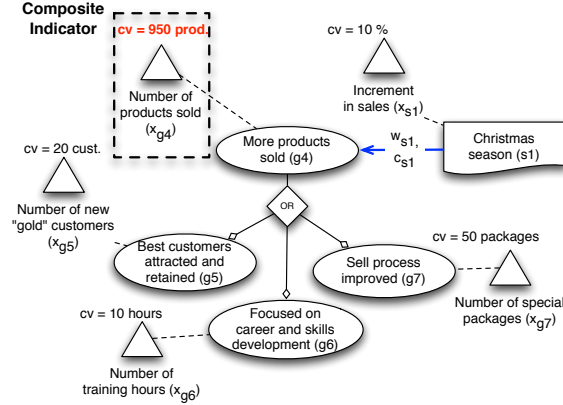 Composite
Indicator
cv = 950 prod.
Number of
products sold
(xg4)
cv = 10 %
Increment
in sales (xs1)
More products
sold (g4)
ws1,
cs1
Christmas
season (s1)
cv = 20 cust.
Number of new
"gold" customers
(xg5)
OR
Best customers
attracted and
retained (g5)
Sell process
improved (g7)
cv = 50 packages
Number of special
packages (xg7)
cv = 10 hours
Number of
training hours (xg6)
Focused on
career and skills
development (g6)